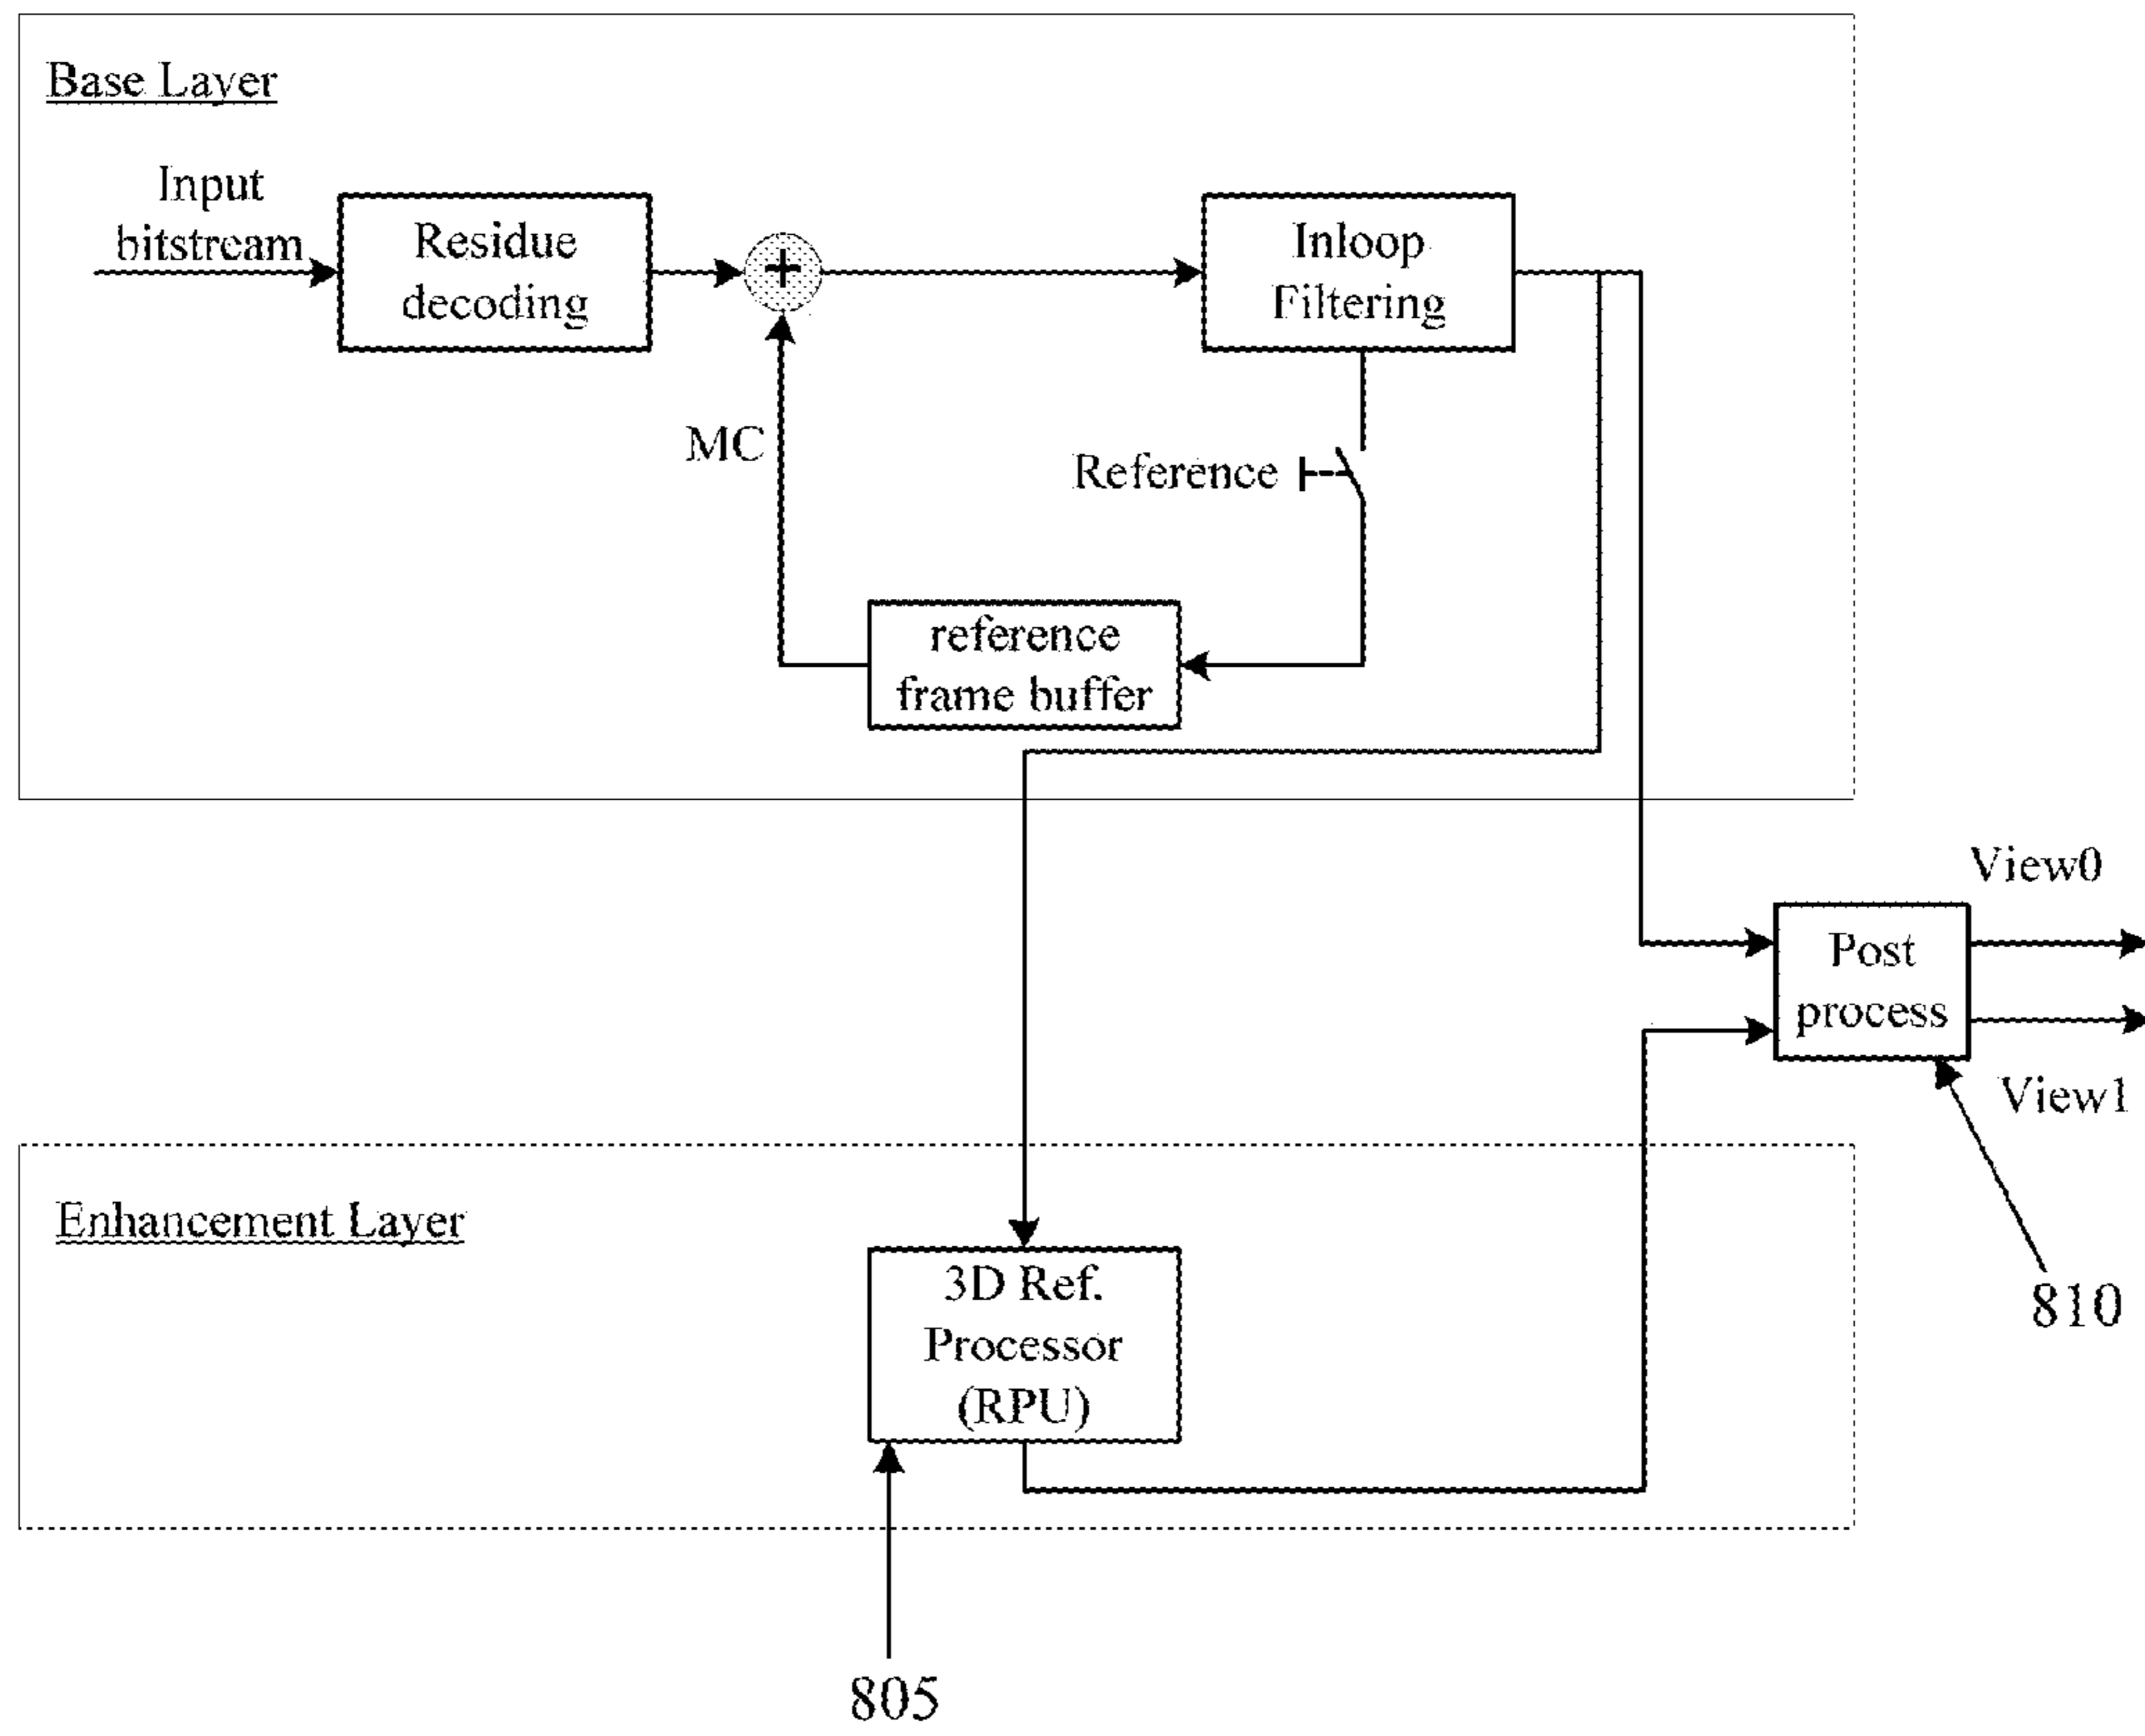 Base Layer
Input
bitstream
Residue
decoding
+
Inloop
Filtering
MC
Reference
reference
frame buffer
View0
Post
process
View1
Enhancement Layer
3D Ref.
Processor
(RPU)
810
805